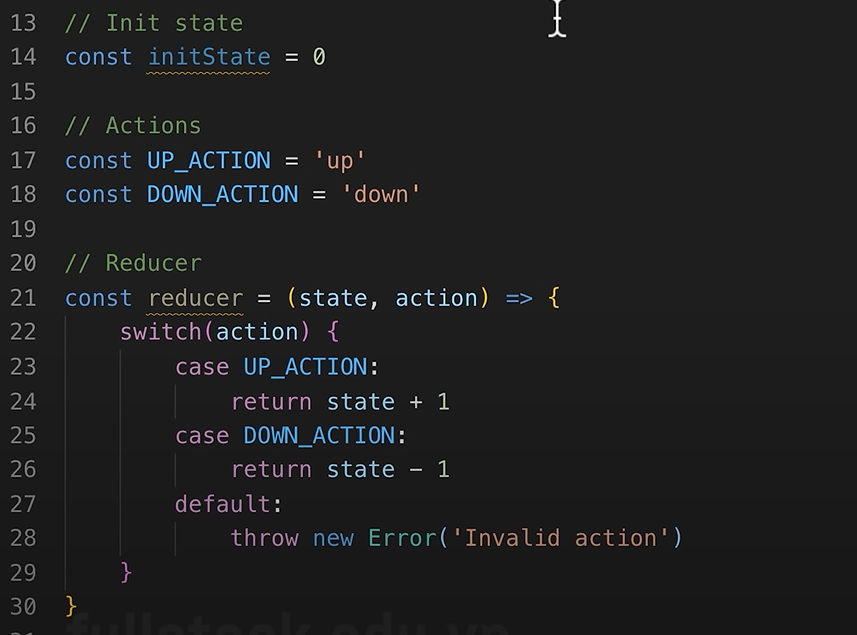 13 // Init state
14 const initState = 0
15
16 // Actions
17 const UP_ACTION = 'up'
18 const DOWN_ACTION = 'down'
19
20 // Reducer
21 const reducer = (state, action) => {
22     switch(action) {
23         case UP_ACTION:
24             return state + 1
25         case DOWN_ACTION:
26             return state - 1
27         default:
28             throw new Error('Invalid action')
29     }
30 }
fullstack.edu.vn